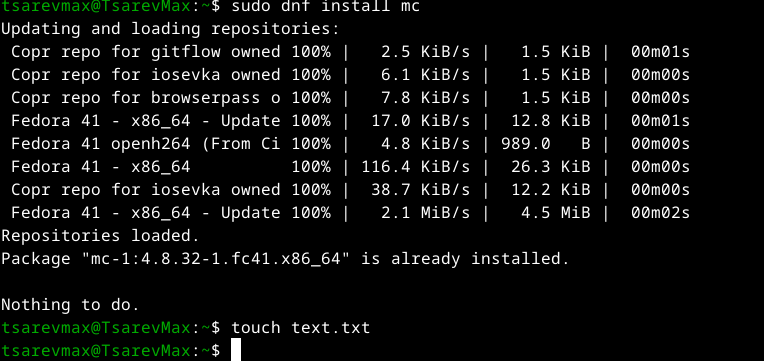 tsarevmax@TsarevMax:~$ sudo dnf install mc
Updating and loading repositories:
 Copr repo for gitflow owned 100% |   2.5 KiB/s |   1.5 KiB |  00m01s
 Copr repo for iosevka owned 100% |   6.1 KiB/s |   1.5 KiB |  00m00s
 Copr repo for browserpass o 100% |   7.8 KiB/s |   1.5 KiB |  00m00s
 Fedora 41 - x86_64 - Update 100% |  17.0 KiB/s |  12.8 KiB |  00m01s
 Fedora 41 openh264 (From Ci 100% |   4.8 KiB/s | 989.0   B |  00m00s
 Fedora 41 - x86_64          100% | 116.4 KiB/s |  26.3 KiB |  00m00s
 Copr repo for iosevka owned 100% |  38.7 KiB/s |  12.2 KiB |  00m00s
 Fedora 41 - x86_64 - Update 100% |   2.1 MiB/s |   4.5 MiB |  00m02s
Repositories loaded.
Package "mc-1:4.8.32-1.fc41.x86_64" is already installed.

Nothing to do.
tsarevmax@TsarevMax:~$ touch text.txt
tsarevmax@TsarevMax:~$